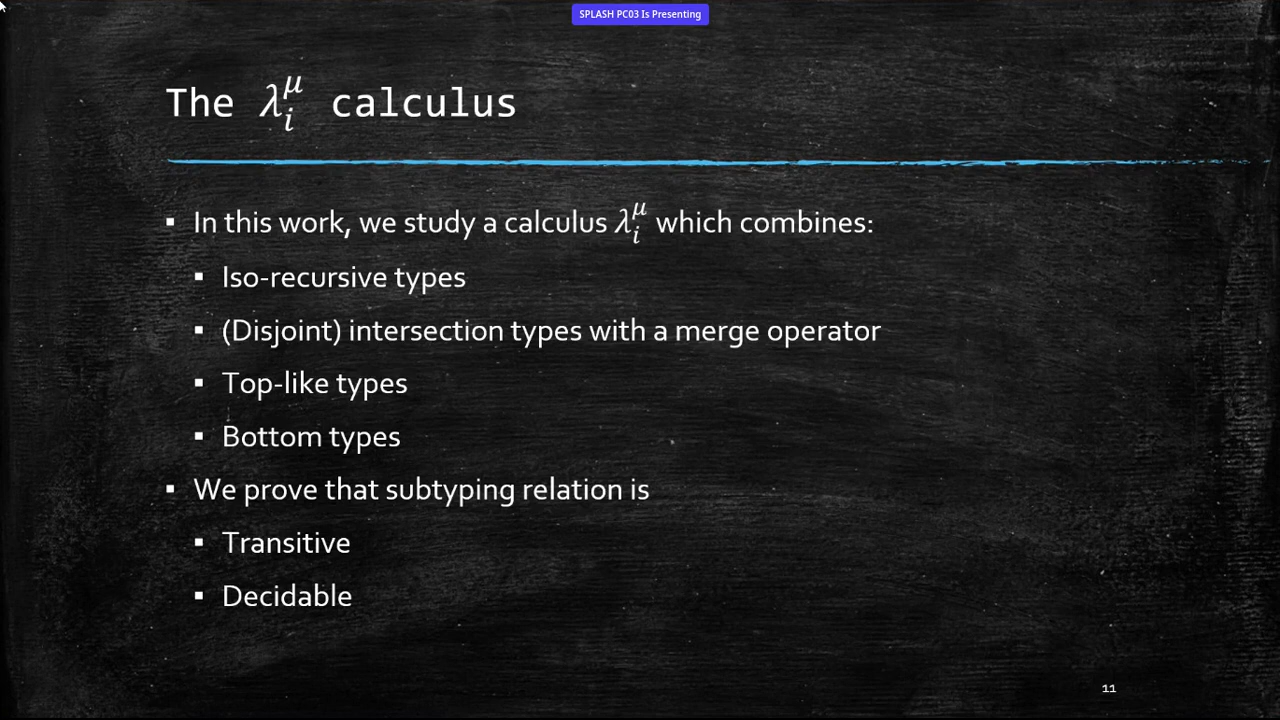 SPLASH PC03 Is Presenting
The λᵢᵘ calculus
▪ In this work, we study a calculus λᵢᵘ which combines:
▪ Iso-recursive types
▪ (Disjoint) intersection types with a merge operator
▪ Top-like types
▪ Bottom types
▪ We prove that subtyping relation is
▪ Transitive
▪ Decidable
11